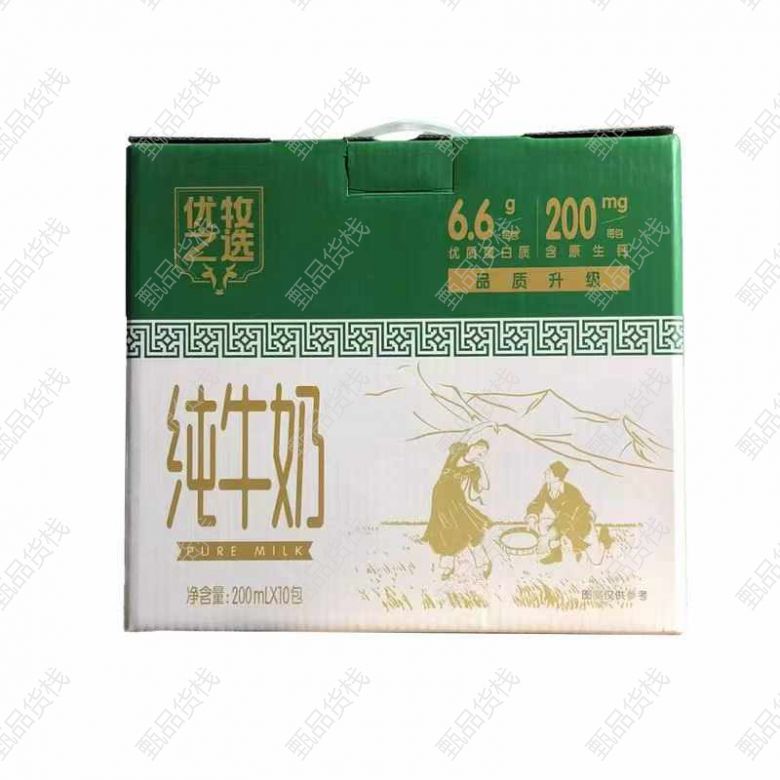 优牧
之选
6.6g
每包
优质蛋白质
200mg
每包
含原生钙
品质升级
纯牛奶
PURE MILK
净含量:200mLX10包
图案仅供参考
甄品货栈